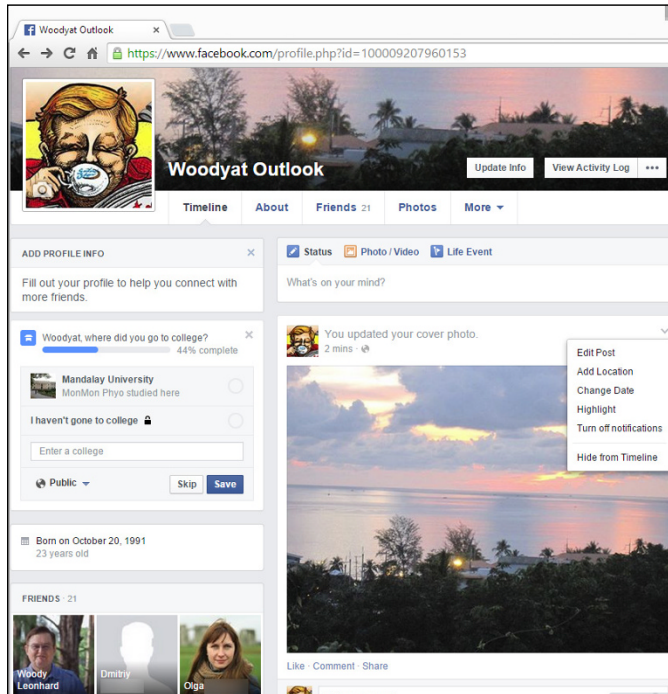 Woodyat Outlook
https://www.facebook.com/profile.php?id=100009207960153
Woodyat Outlook
Update Info
View Activity Log
Timeline About Friends 21 Photos More
ADD PROFILE INFO
Fill out your profile to help you connect with
more friends.
Woodyat, where did you go to college?
44% complete
Mandalay University
MonMon Phyo studied here
I haven't gone to college
Enter a college
Public
Skip
Save
Born on October 20, 1991
23 years old
FRIENDS · 21
Woody
Leonhard
Dmitriy
Olga
Status Photo / Video Life Event
What's on your mind?
You updated your cover photo.
2 mins ·
Edit Post
Add Location
Change Date
Highlight
Turn off notifications
Hide from Timeline
Like · Comment · Share